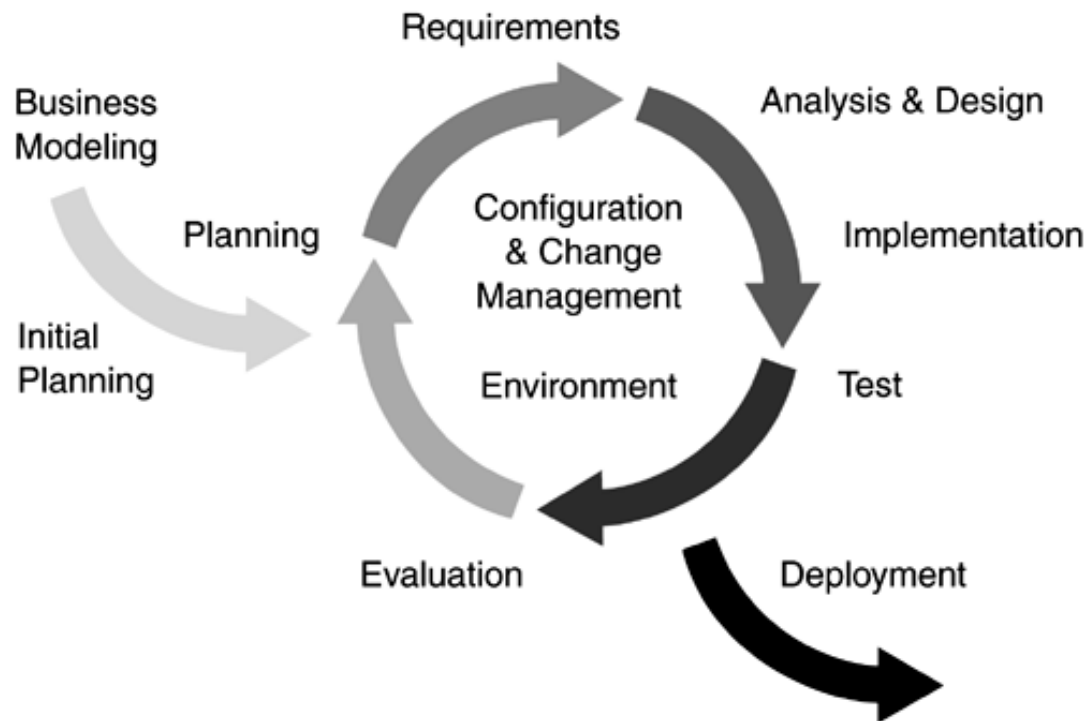 Requirements
Business
Modeling
Analysis & Design
Planning
Configuration
& Change
Management
Implementation
Initial
Planning
Environment
Test
Evaluation
Deployment